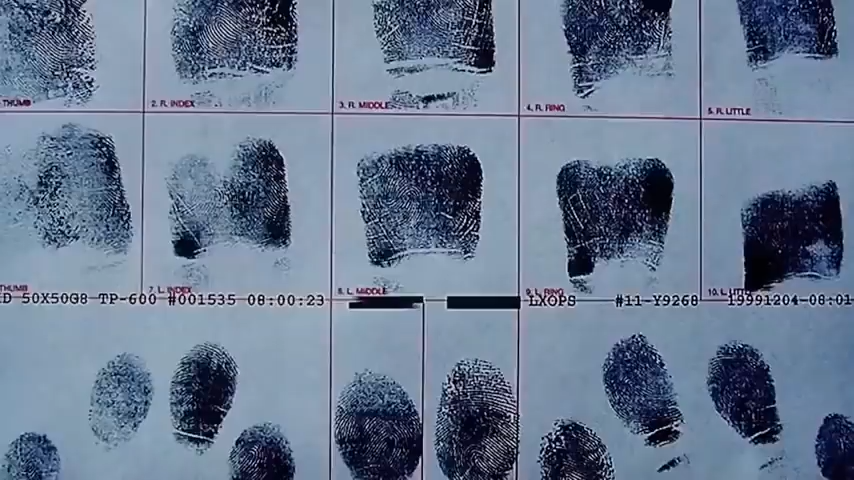 THUMB 2. R. INDEX 3. R. MIDDLE 4. R. RING 5. R. LITTLE
THUMB 7. L. INDEX 8. L. MIDDLE 9. L. RING 10. L. LITTLE
D 50X50G8 TP-600 #001535 08:00:23 LXOPS #11-Y9268 19991204-08:01